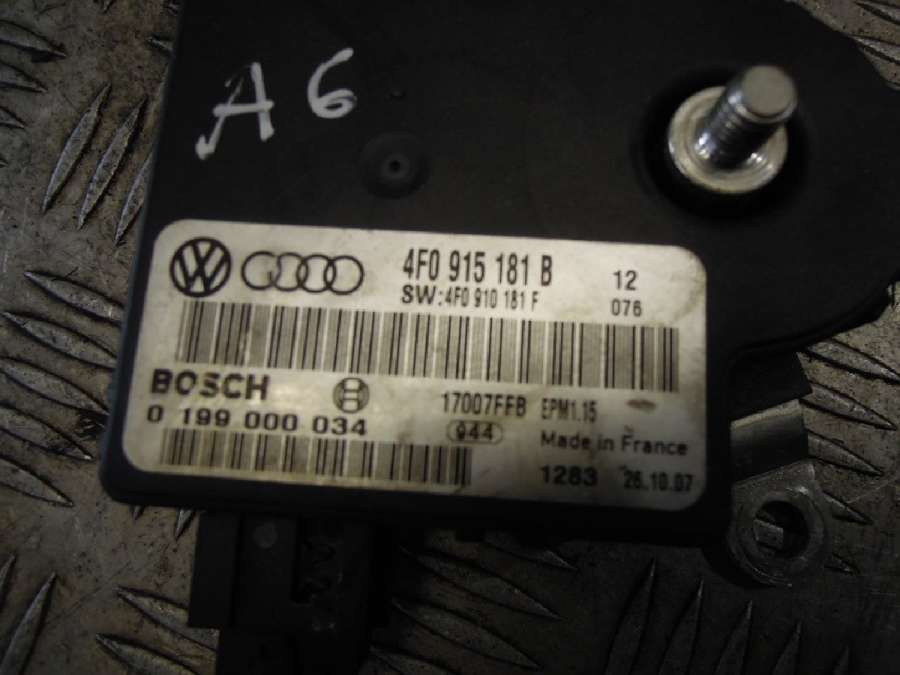 A6
4F0 915 181 B 12
SW:4F0 910 181 F 076
BOSCH 17007FFB EPM1.15
0 199 000 034 944 Made in France
1283 26.10.07